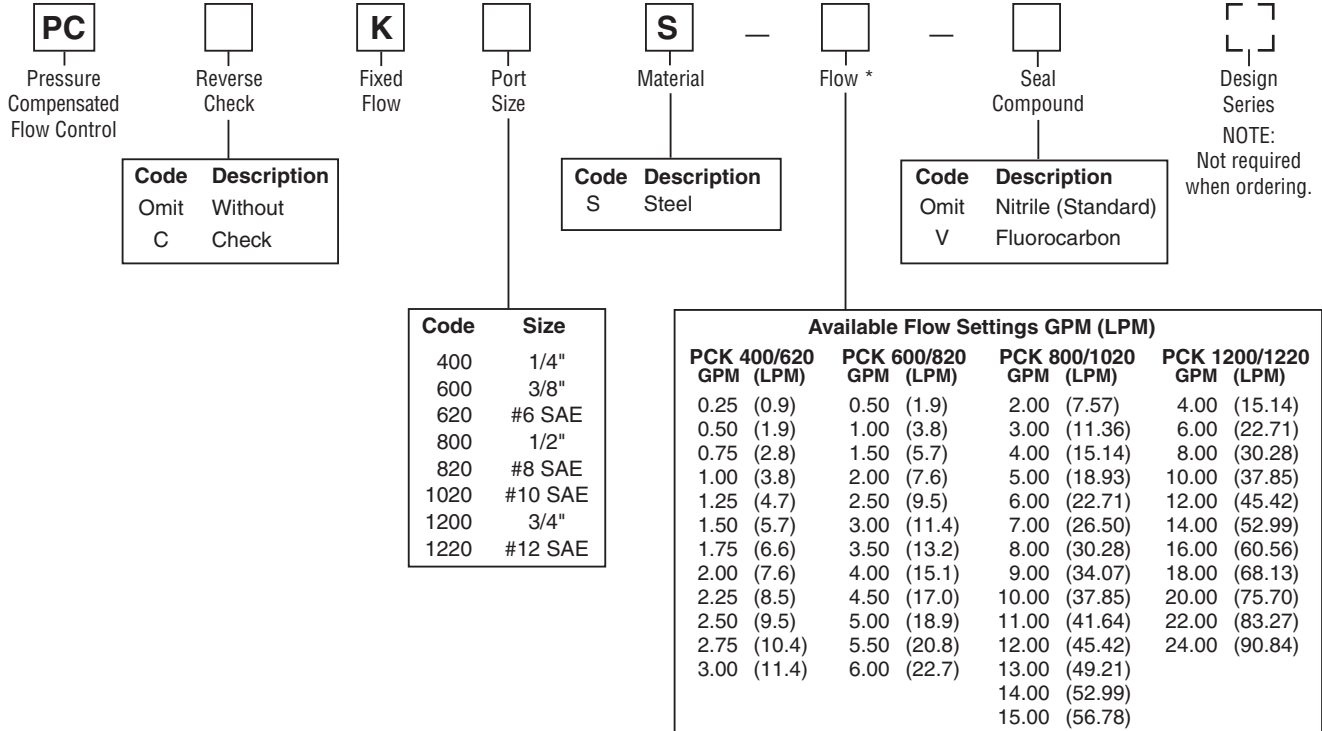 PC K S — —
Pressure Compensated Flow Control
Reverse Check
Fixed Flow
Port Size
Material
Flow *
Seal Compound
Design Series
NOTE:
Not required when ordering.
Code Description
Omit Without
C Check
Code Description
S Steel
Code Description
Omit Nitrile (Standard)
V Fluorocarbon
Code Size
400 1/4"
600 3/8"
620 #6 SAE
800 1/2"
820 #8 SAE
1020 #10 SAE
1200 3/4"
1220 #12 SAE
Available Flow Settings GPM (LPM)
PCK 400/620 PCK 600/820 PCK 800/1020 PCK 1200/1220
GPM (LPM) GPM (LPM) GPM (LPM) GPM (LPM)
0.25 (0.9) 0.50 (1.9) 2.00 (7.57) 4.00 (15.14)
0.50 (1.9) 1.00 (3.8) 3.00 (11.36) 6.00 (22.71)
0.75 (2.8) 1.50 (5.7) 4.00 (15.14) 8.00 (30.28)
1.00 (3.8) 2.00 (7.6) 5.00 (18.93) 10.00 (37.85)
1.25 (4.7) 2.50 (9.5) 6.00 (22.71) 12.00 (45.42)
1.50 (5.7) 3.00 (11.4) 7.00 (26.50) 14.00 (52.99)
1.75 (6.6) 3.50 (13.2) 8.00 (30.28) 16.00 (60.56)
2.00 (7.6) 4.00 (15.1) 9.00 (34.07) 18.00 (68.13)
2.25 (8.5) 4.50 (17.0) 10.00 (37.85) 20.00 (75.70)
2.50 (9.5) 5.00 (18.9) 11.00 (41.64) 22.00 (83.27)
2.75 (10.4) 5.50 (20.8) 12.00 (45.42) 24.00 (90.84)
3.00 (11.4) 6.00 (22.7) 13.00 (49.21)
14.00 (52.99)
15.00 (56.78)